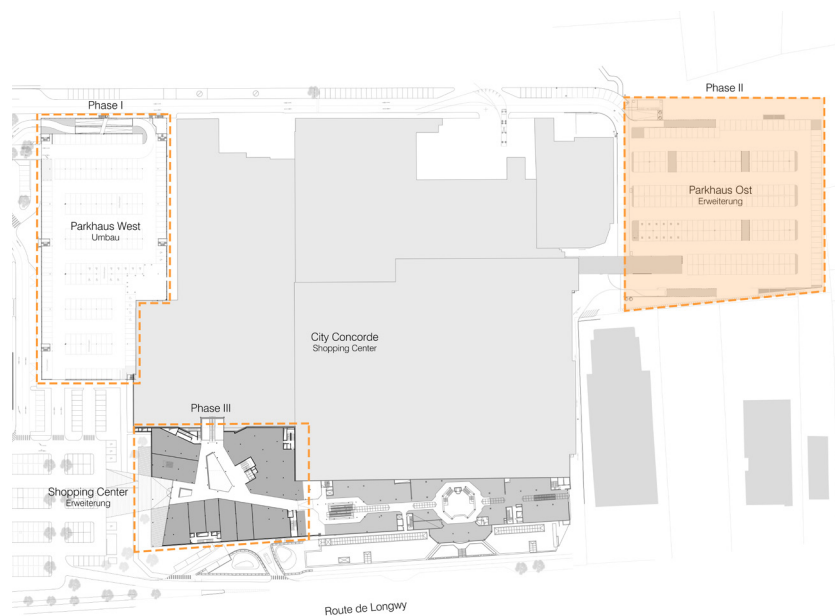 Phase I
Phase II
Parkhaus West
Umbau
Parkhaus Ost
Erweiterung
City Concorde
Shopping Center
Phase III
Shopping Center
Erweiterung
Route de Longwy